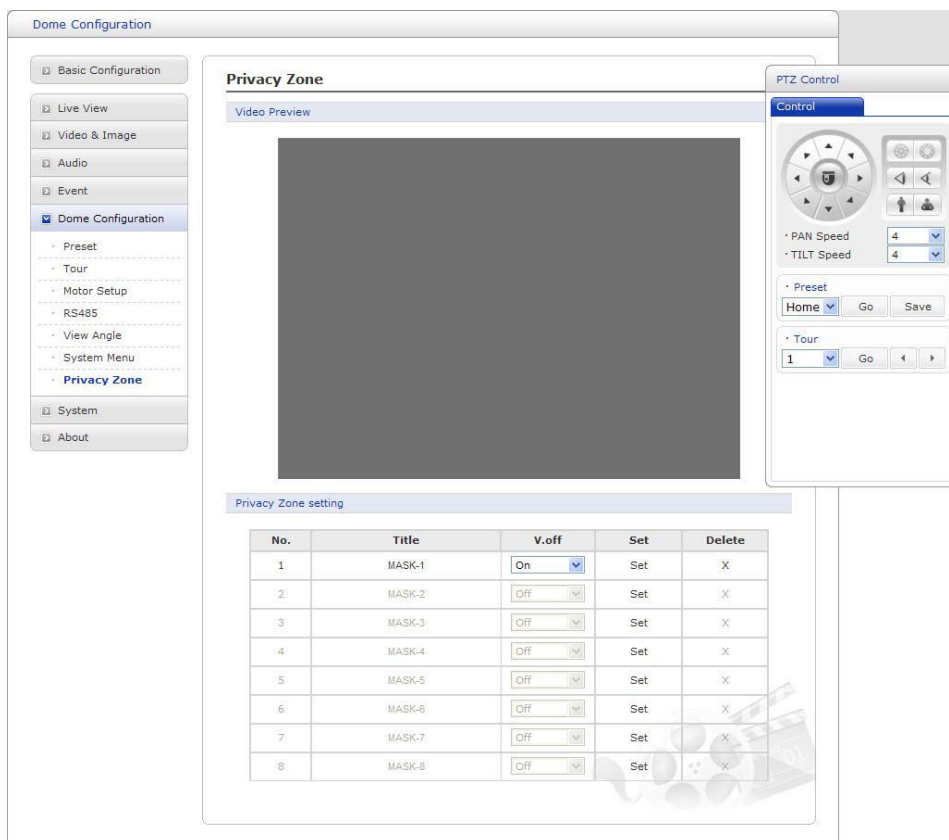 Dome Configuration
Basic Configuration
Live View
Video & Image
Audio
Event
Dome Configuration
· Preset
· Tour
· Motor Setup
· RS485
· View Angle
· System Menu
· Privacy Zone
System
About
Privacy Zone
Video Preview
PTZ Control
Control
· PAN Speed 4
· TILT Speed 4
· Preset
Home Go Save
· Tour
1 Go
Privacy Zone setting
No. Title V.off Set Delete
1 MASK-1 On Set X
2 MASK-2 Off Set X
3 MASK-3 Off Set X
4 MASK-4 Off Set X
5 MASK-5 Off Set X
6 MASK-6 Off Set X
7 MASK-7 Off Set X
8 MASK-8 Off Set X